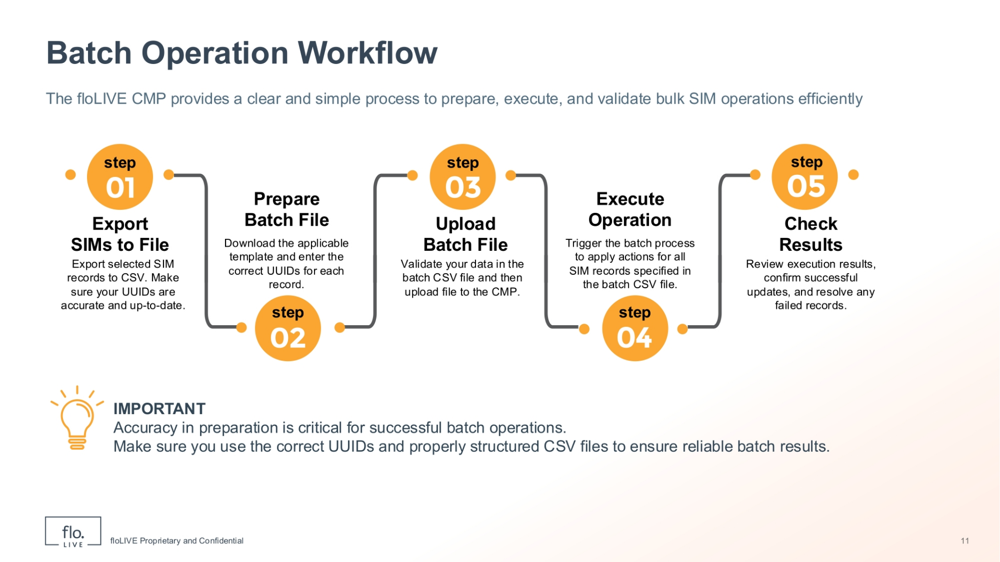 Batch Operation Workflow
The floLIVE CMP provides a clear and simple process to prepare, execute, and validate bulk SIM operations efficiently
step
01
Export
SIMs to File
Export selected SIM
records to CSV. Make
sure your UUIDs are
accurate and up-to-date.
Prepare
Batch File
Download the applicable
template and enter the
correct UUIDs for each
record.
step
02
step
03
Upload
Batch File
Validate your data in the
batch CSV file and then
upload file to the CMP.
Execute
Operation
Trigger the batch process
to apply actions for all
SIM records specified in
the batch CSV file.
step
04
step
05
Check
Results
Review execution results,
confirm successful
updates, and resolve any
failed records.
IMPORTANT
Accuracy in preparation is critical for successful batch operations.
Make sure you use the correct UUIDs and properly structured CSV files to ensure reliable batch results.
flo.
LIVE
floLIVE Proprietary and Confidential
11